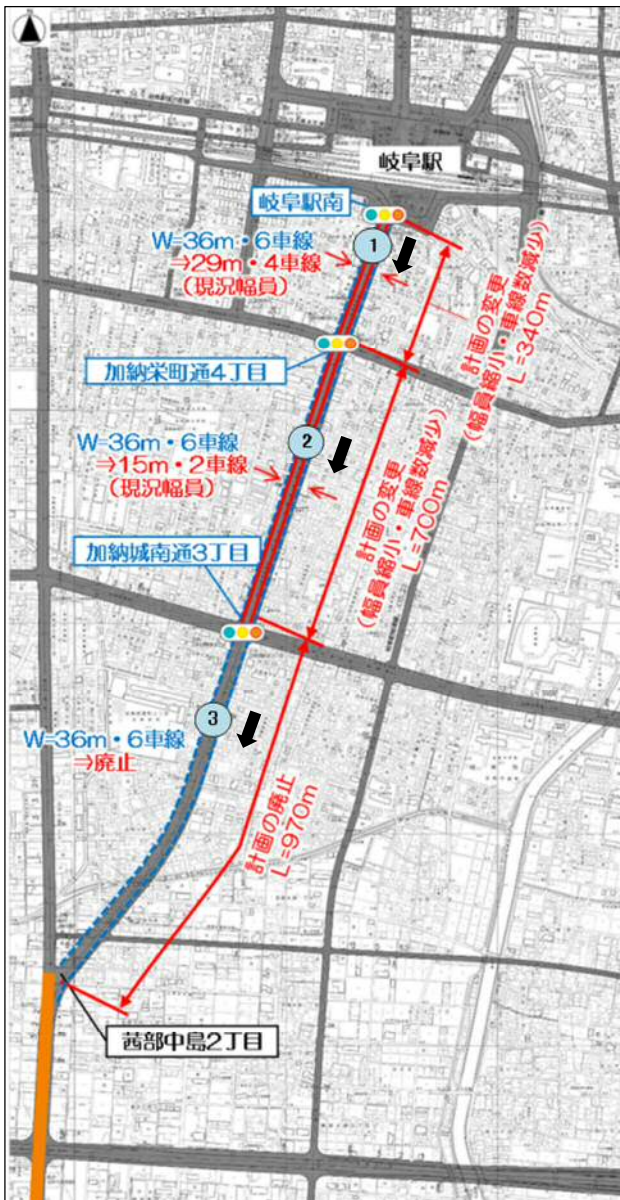 岐阜駅
岐阜駅南
W=36m・6車線
⇒29m・4車線
（現況幅員）
1
計画の変更
（幅員縮小・車線数減少）
L=340m
加納栄町通4丁目
W=36m・6車線
⇒15m・2車線
（現況幅員）
2
計画の変更
（幅員縮小・車線数減少）
L=700m
加納城南通3丁目
3
W=36m・6車線
⇒廃止
計画の廃止
L=970m
茜部中島2丁目